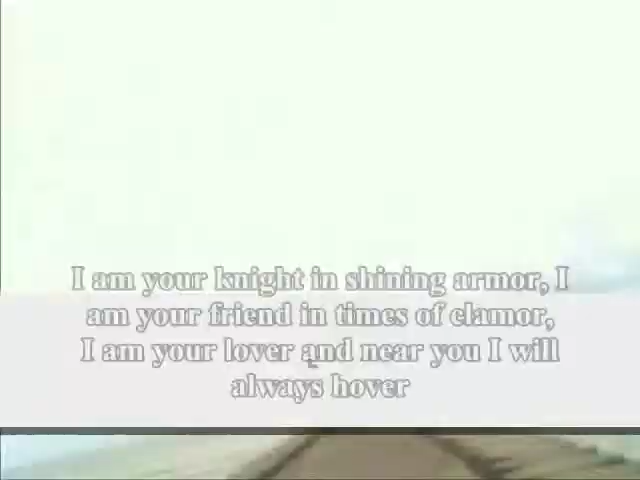 I am your knight in shining armor, I
am your friend in times of clamor,
I am your lover and near you I will
always hover